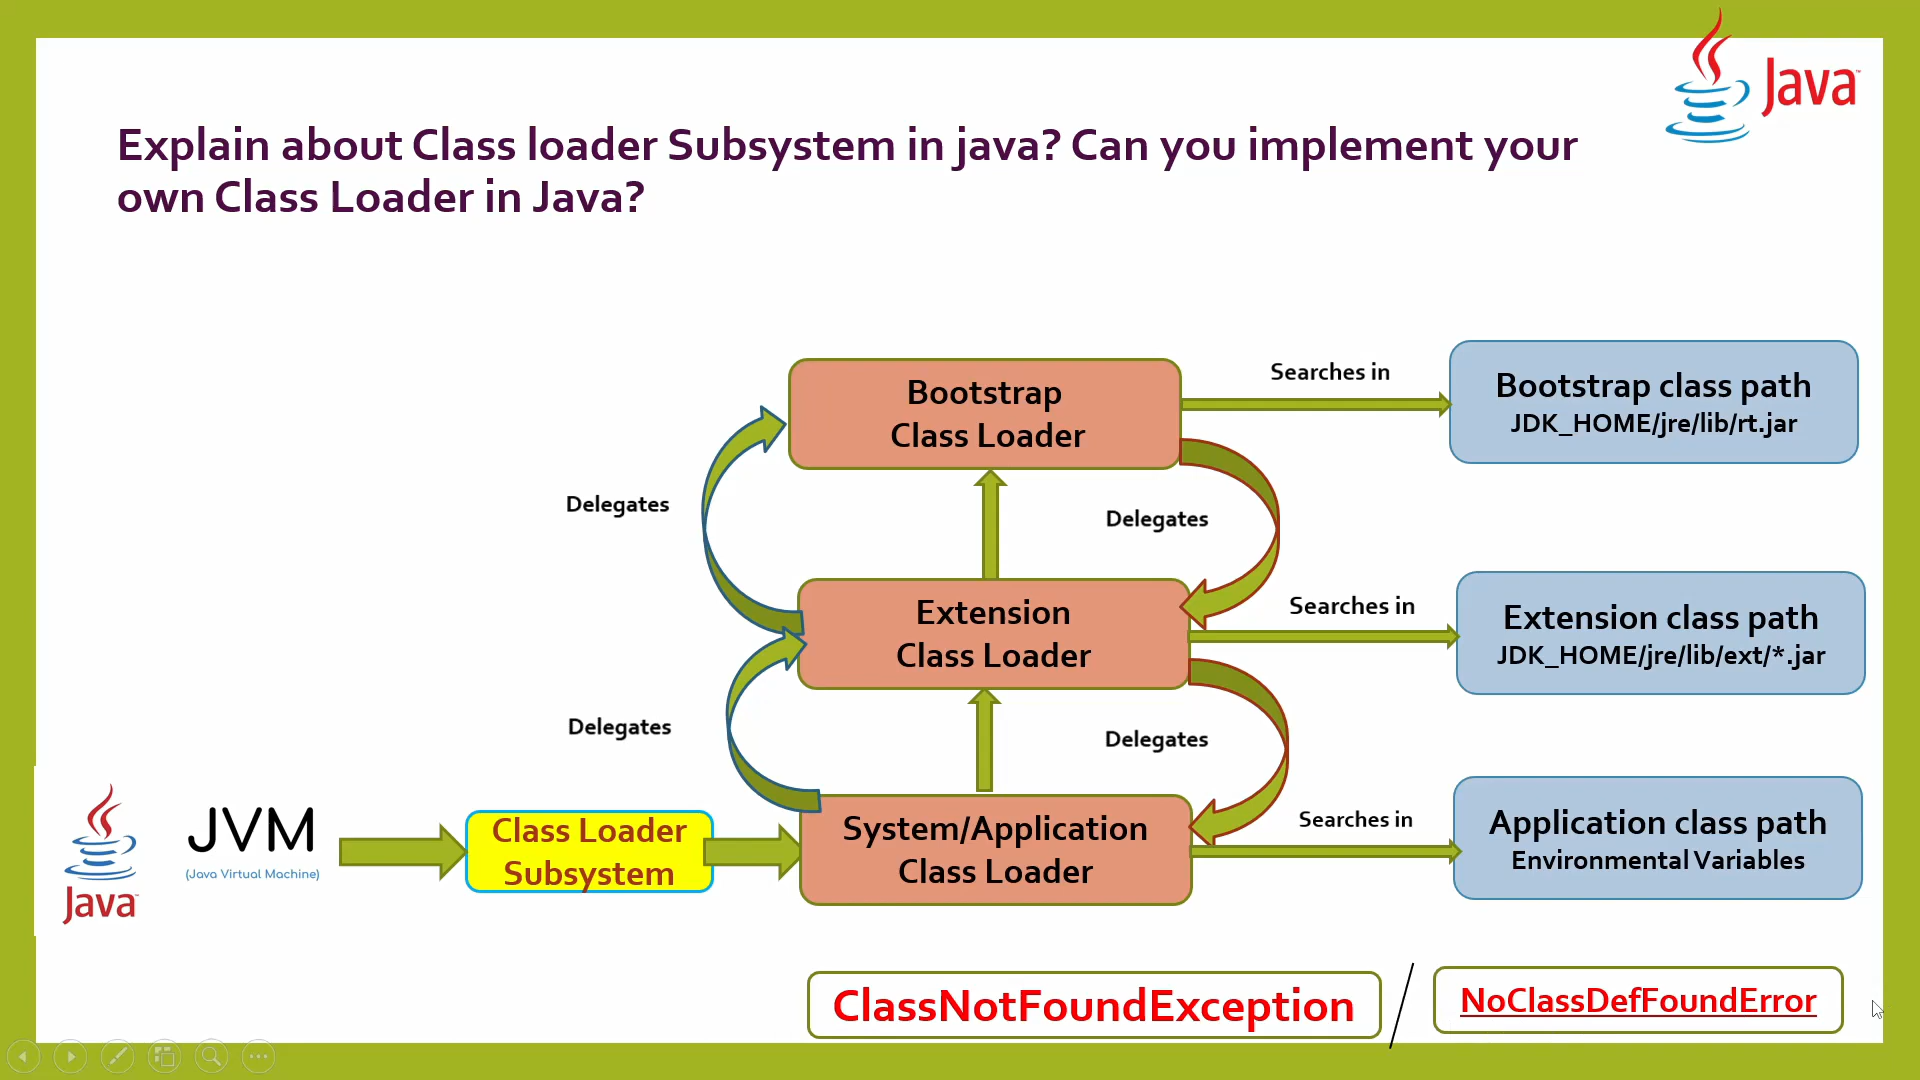 Java™
Explain about Class loader Subsystem in java? Can you implement your
own Class Loader in Java?
Bootstrap
Class Loader
Searches in
Bootstrap class path
JDK_HOME/jre/lib/rt.jar
Delegates
Delegates
Extension
Class Loader
Searches in
Extension class path
JDK_HOME/jre/lib/ext/*.jar
Delegates
Delegates
Java™
JVM
(Java Virtual Machine)
Class Loader
Subsystem
System/Application
Class Loader
Searches in
Application class path
Environmental Variables
ClassNotFoundException
/
NoClassDefFoundError